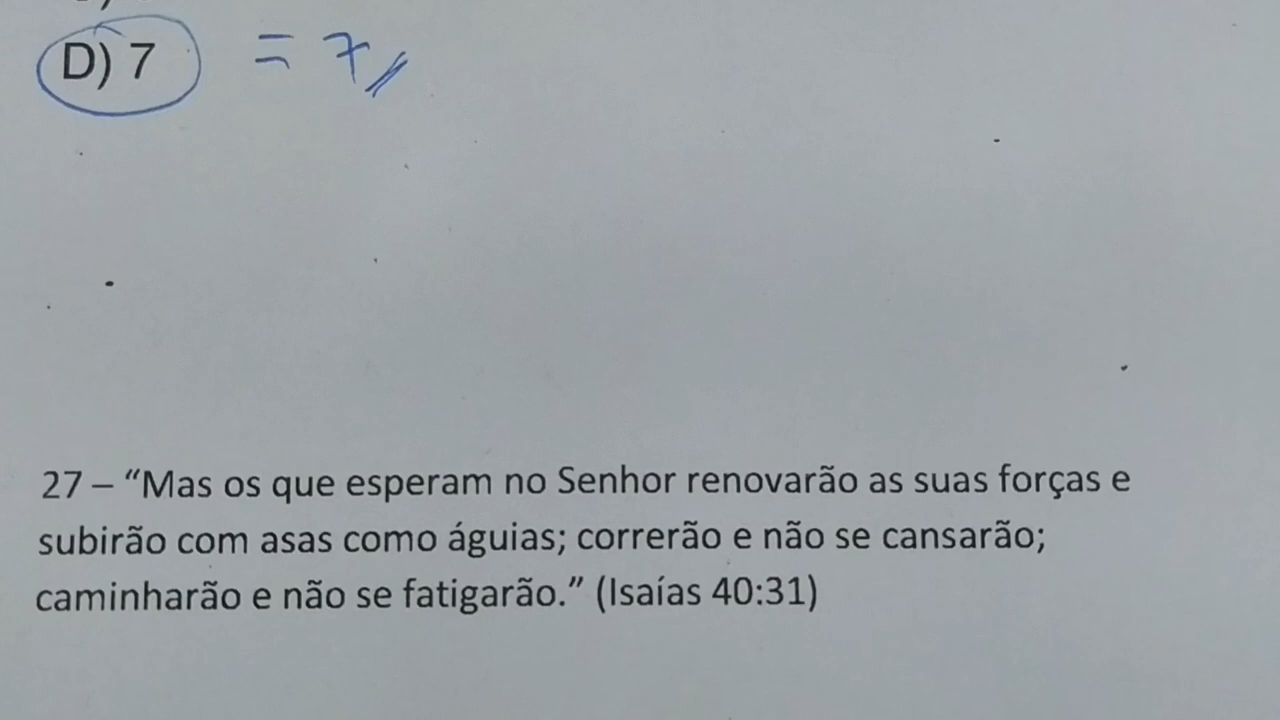 D) 7 = 7
27 – “Mas os que esperam no Senhor renovarão as suas forças e
subirão com asas como águias; correrão e não se cansarão;
caminharão e não se fatigarão.” (Isaías 40:31)